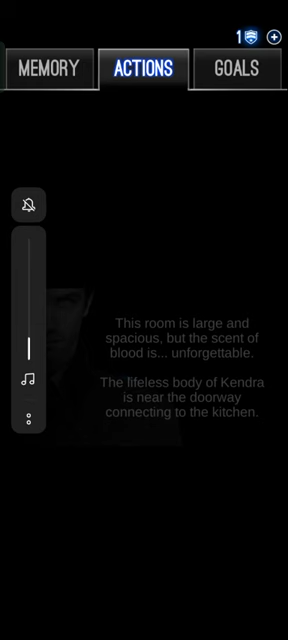 1
MEMORY
ACTIONS
GOALS
This room is large and
spacious, but the scent of
blood is... unforgettable.
The lifeless body of Kendra
is near the doorway
connecting to the kitchen.